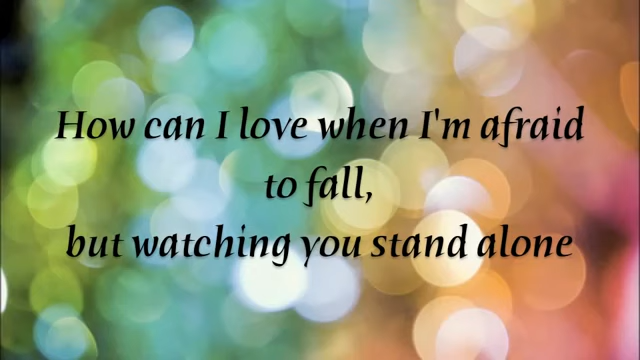 How can I love when I'm afraid
to fall,
but watching you stand alone